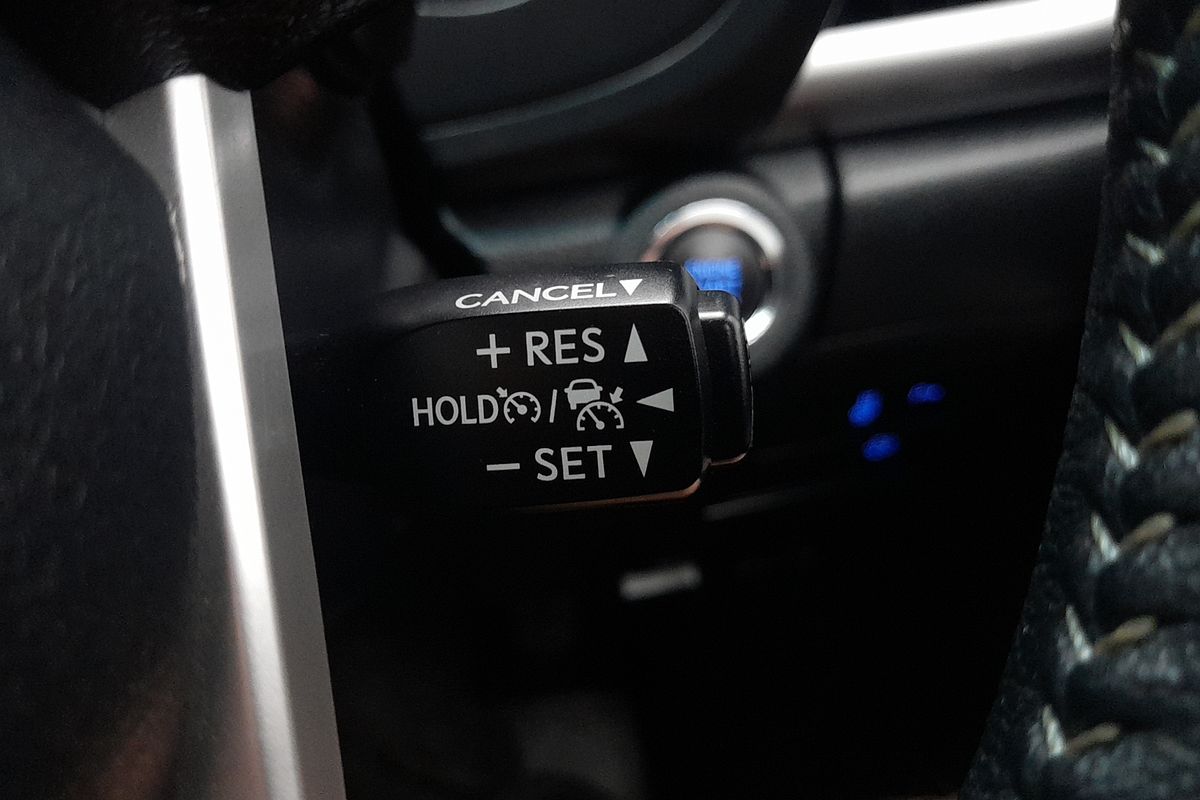 CANCEL▼
+ RES ▲
HOLD / ◀
− SET ▼